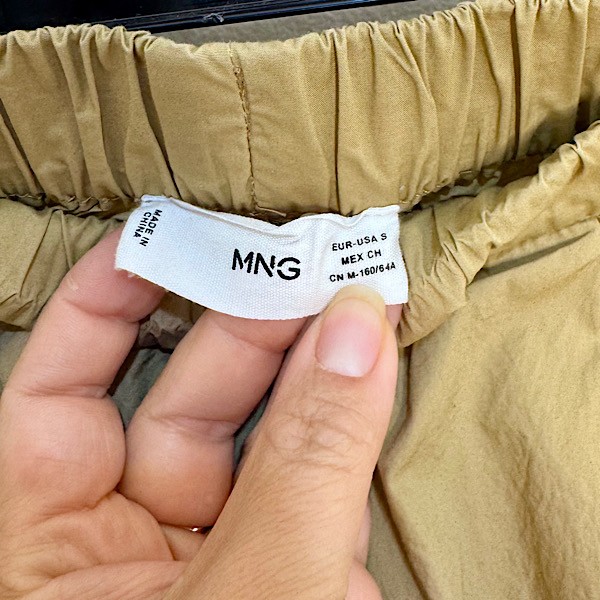 MADE IN
CHINA
MNG
EUR-USA S
MEX CH
CN M-160/64A